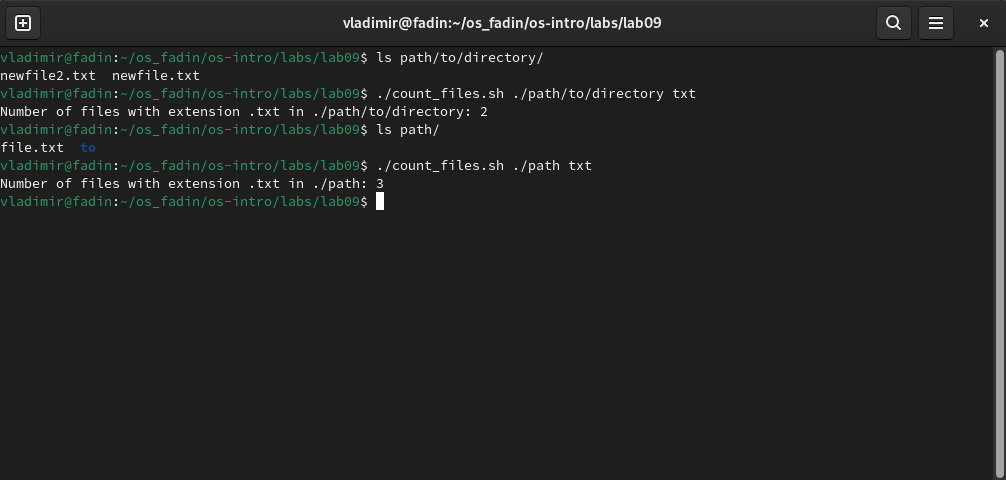 vladimir@fadin:~/os_fadin/os-intro/labs/lab09
vladimir@fadin:~/os_fadin/os-intro/labs/lab09$ ls path/to/directory/
newfile2.txt  newfile.txt
vladimir@fadin:~/os_fadin/os-intro/labs/lab09$ ./count_files.sh ./path/to/directory txt
Number of files with extension .txt in ./path/to/directory: 2
vladimir@fadin:~/os_fadin/os-intro/labs/lab09$ ls path/
file.txt  to
vladimir@fadin:~/os_fadin/os-intro/labs/lab09$ ./count_files.sh ./path txt
Number of files with extension .txt in ./path: 3
vladimir@fadin:~/os_fadin/os-intro/labs/lab09$